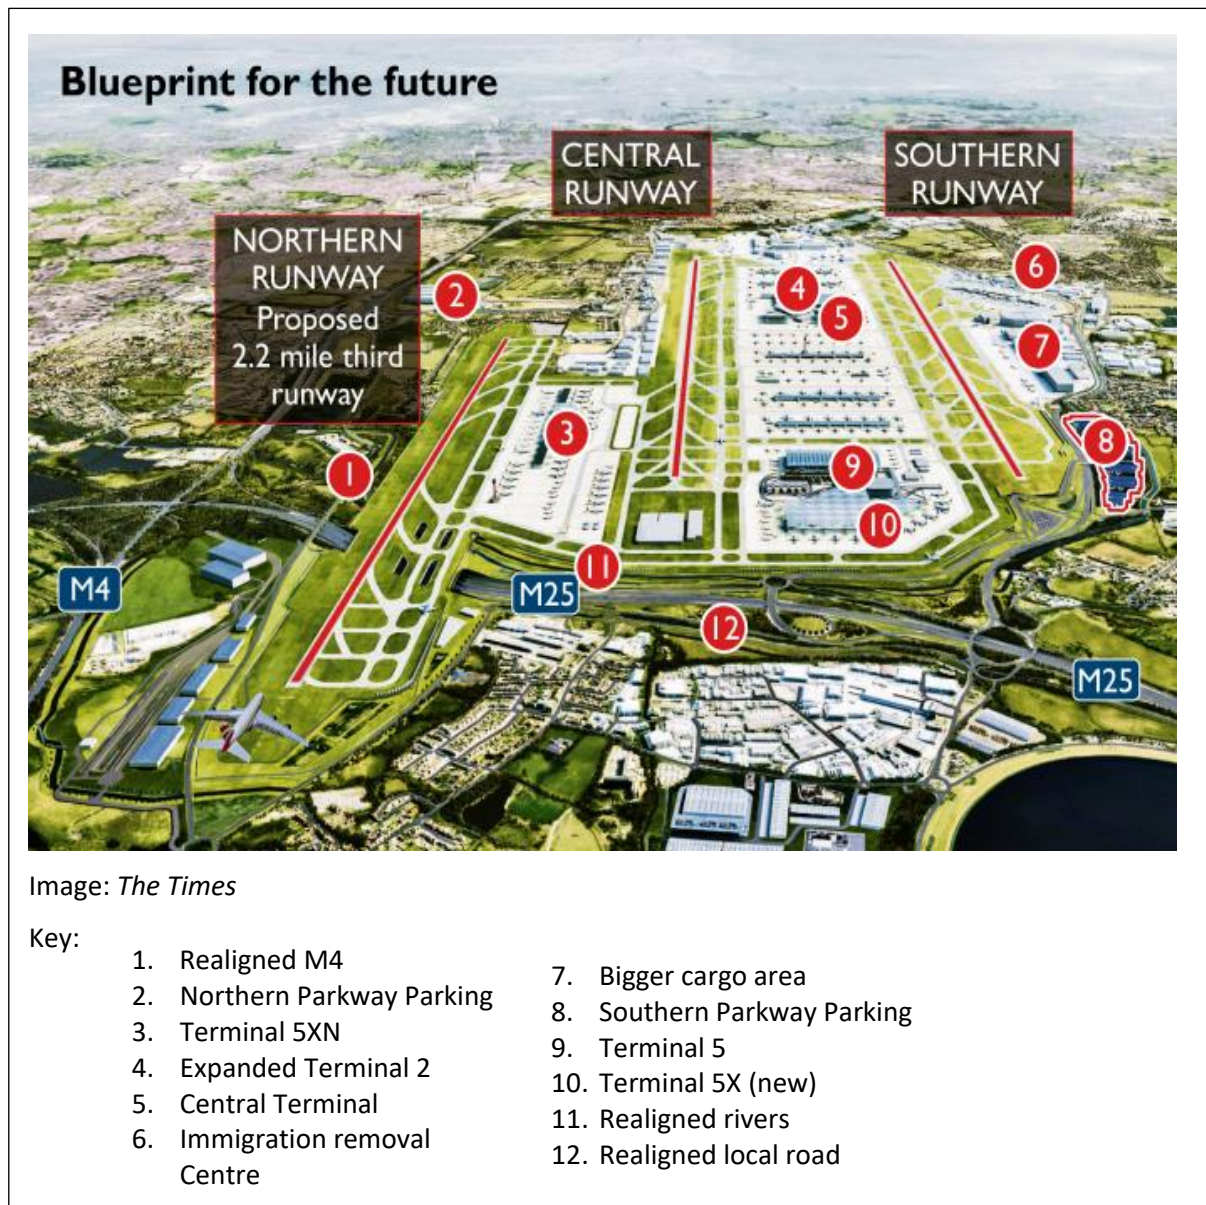 Blueprint for the future
CENTRAL
RUNWAY
SOUTHERN
RUNWAY
NORTHERN
RUNWAY
Proposed
2.2 mile third
runway
6
2
4
5
7
3
8
1
9
10
11
M4
M25
12
M25
Image: The Times
Key:
1. Realigned M4
2. Northern Parkway Parking
3. Terminal 5XN
4. Expanded Terminal 2
5. Central Terminal
6. Immigration removal
Centre
7. Bigger cargo area
8. Southern Parkway Parking
9. Terminal 5
10. Terminal 5X (new)
11. Realigned rivers
12. Realigned local road